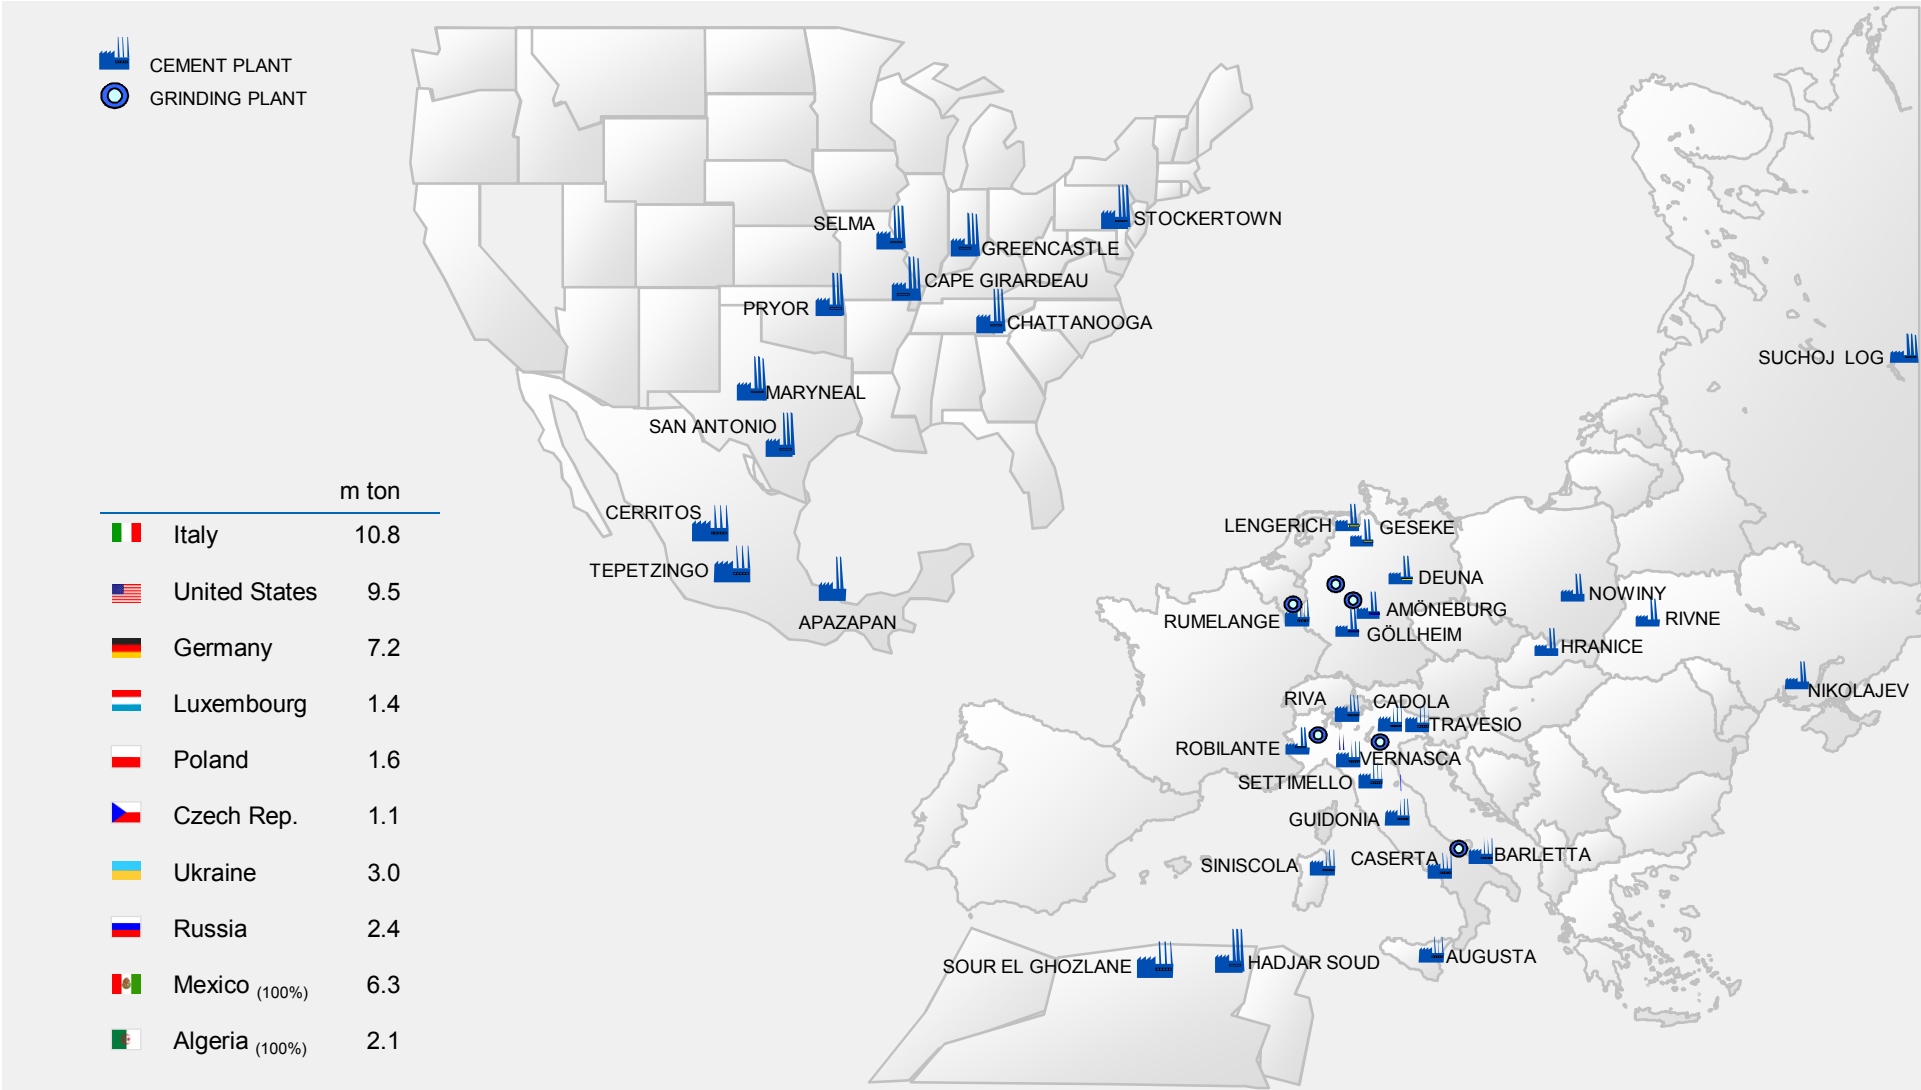 CEMENT PLANT
GRINDING PLANT
STOCKERTOWN
SELMA
GREENCASTLE
CAPE GIRARDEAU
PRYOR
CHATTANOOGA
SUCHOJ LOG
MARYNEAL
SAN ANTONIO
CERRITOS
TEPETZINGO
APAZAPAN
m ton
Italy 10.8
United States 9.5
Germany 7.2
Luxembourg 1.4
Poland 1.6
Czech Rep. 1.1
Ukraine 3.0
Russia 2.4
Mexico (100%) 6.3
Algeria (100%) 2.1
LENGERICH
GESEKE
DEUNA
NOWINY
AMÖNEBURG
RUMELANGE
RIVNE
GÖLLHEIM
HRANICE
NIKOLAJEV
RIVA
CADOLA
TRAVESIO
ROBILANTE
VERNASCA
SETTIMELLO
GUIDONIA
SINISCOLA
CASERTA
BARLETTA
AUGUSTA
SOUR EL GHOZLANE
HADJAR SOUD